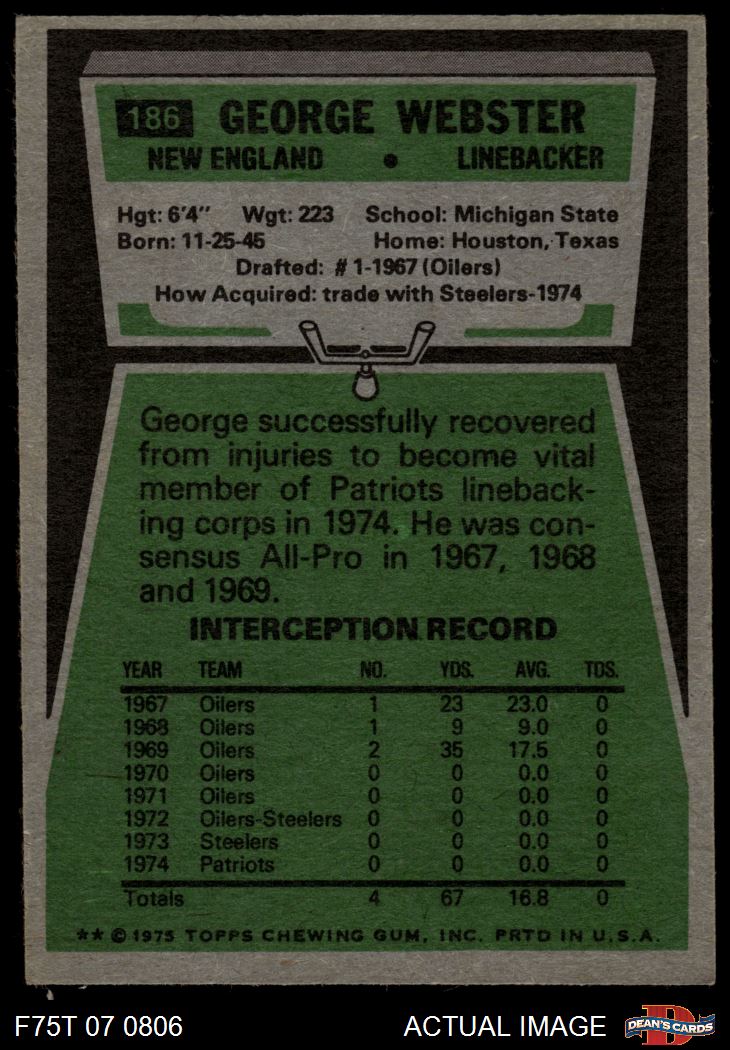 186 GEORGE WEBSTER
NEW ENGLAND • LINEBACKER
Hgt: 6'4" Wgt: 223 School: Michigan State
Born: 11-25-45 Home: Houston, Texas
Drafted: #1-1967 (Oilers)
How Acquired: trade with Steelers-1974
George successfully recovered
from injuries to become vital
member of Patriots lineback-
ing corps in 1974. He was con-
sensus All-Pro in 1967, 1968
and 1969.
INTERCEPTION RECORD
YEAR TEAM NO. YDS. AVG. TDS.
1967 Oilers 1 23 23.0 0
1968 Oilers 1 9 9.0 0
1969 Oilers 2 35 17.5 0
1970 Oilers 0 0 0.0 0
1971 Oilers 0 0 0.0 0
1972 Oilers-Steelers 0 0 0.0 0
1973 Steelers 0 0 0.0 0
1974 Patriots 0 0 0.0 0
Totals 4 67 16.8 0
**©1975 TOPPS CHEWING GUM, INC. PRTD IN U.S.A.
F75T 07 0806 ACTUAL IMAGE D DEAN'S CARDS